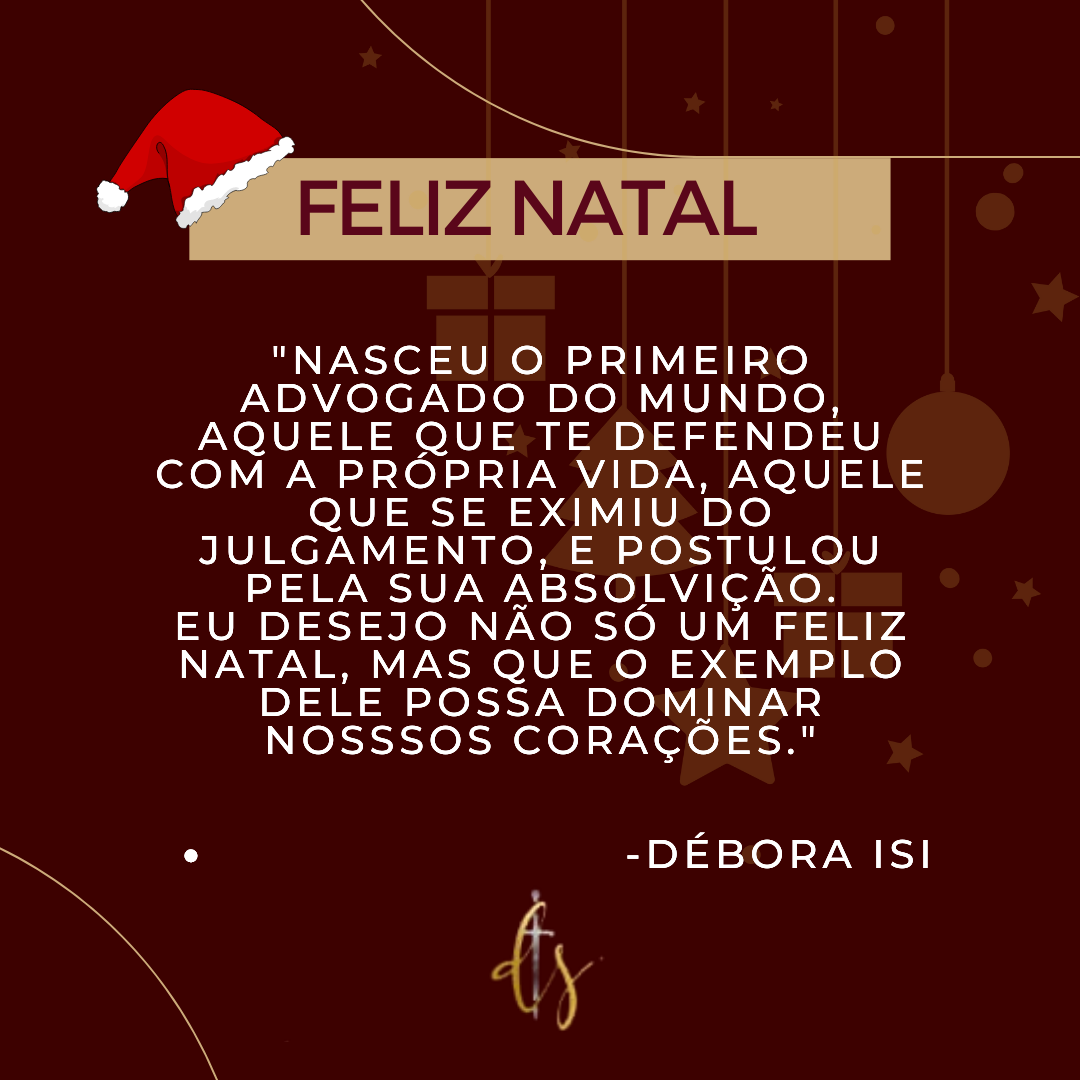 FELIZ NATAL
"NASCEU O PRIMEIRO
ADVOGADO DO MUNDO,
AQUELE QUE TE DEFENDEU
COM A PRÓPRIA VIDA, AQUELE
QUE SE EXIMIU DO
JULGAMENTO, E POSTULOU
PELA SUA ABSOLVIÇÃO.
EU DESEJO NÃO SÓ UM FELIZ
NATAL, MAS QUE O EXEMPLO
DELE POSSA DOMINAR
NOSSSOS CORAÇÕES."
-DÉBORA ISI